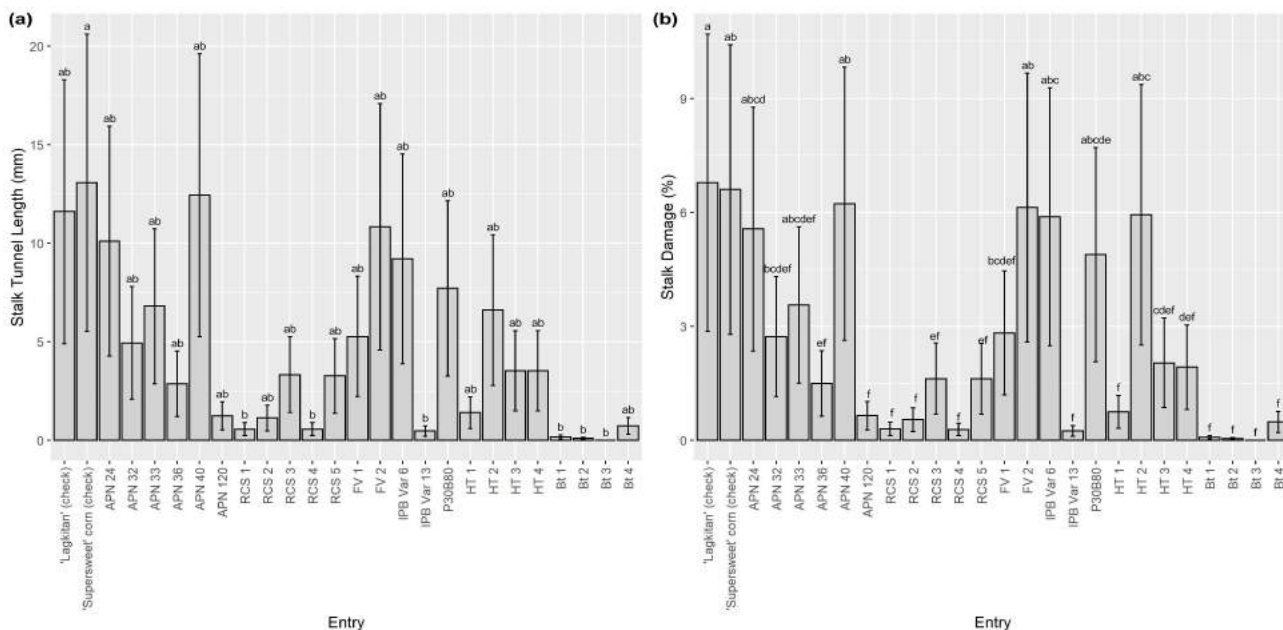 (a)
Stalk Tunnel Length (mm)
20
15
10
5
0
ab a ab ab ab ab ab ab b ab ab b ab ab ab ab b ab ab ab ab ab b b b ab
'Lagkitan' (check)
'Supersweet' corn (check)
APN 24
APN 32
APN 33
APN 36
APN 40
APN 120
RCS 1
RCS 2
RCS 3
RCS 4
RCS 5
FV 1
FV 2
IPB Var 6
IPB Var 13
P30B80
HT 1
HT 2
HT 3
HT 4
Bt 1
Bt 2
Bt 3
Bt 4
Entry
(b)
Stalk Damage (%)
9
6
3
0
a ab abcd bcdef abcdef ef ab f f f ef f ef bcdef ab abc f abcde f abc cdef def f f f f
'Lagkitan' (check)
'Supersweet' corn (check)
APN 24
APN 32
APN 33
APN 36
APN 40
APN 120
RCS 1
RCS 2
RCS 3
RCS 4
RCS 5
FV 1
FV 2
IPB Var 6
IPB Var 13
P30B80
HT 1
HT 2
HT 3
HT 4
Bt 1
Bt 2
Bt 3
Bt 4
Entry